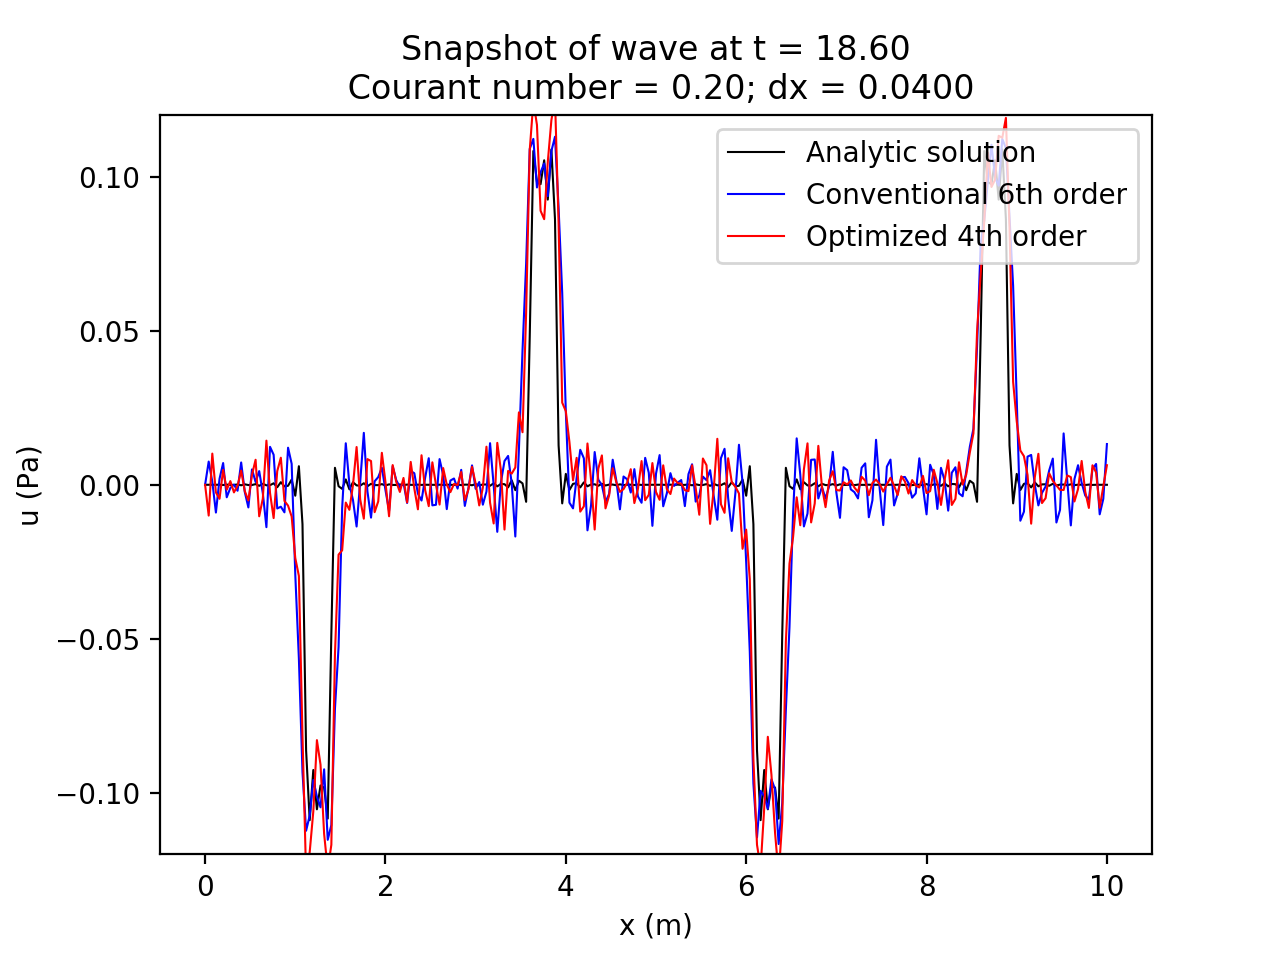 Snapshot of wave at t = 18.60
Courant number = 0.20; dx = 0.0400
Analytic solution
Conventional 6th order
Optimized 4th order
u (Pa)
0.10
0.05
0.00
−0.05
−0.10
0 2 4 6 8 10
x (m)